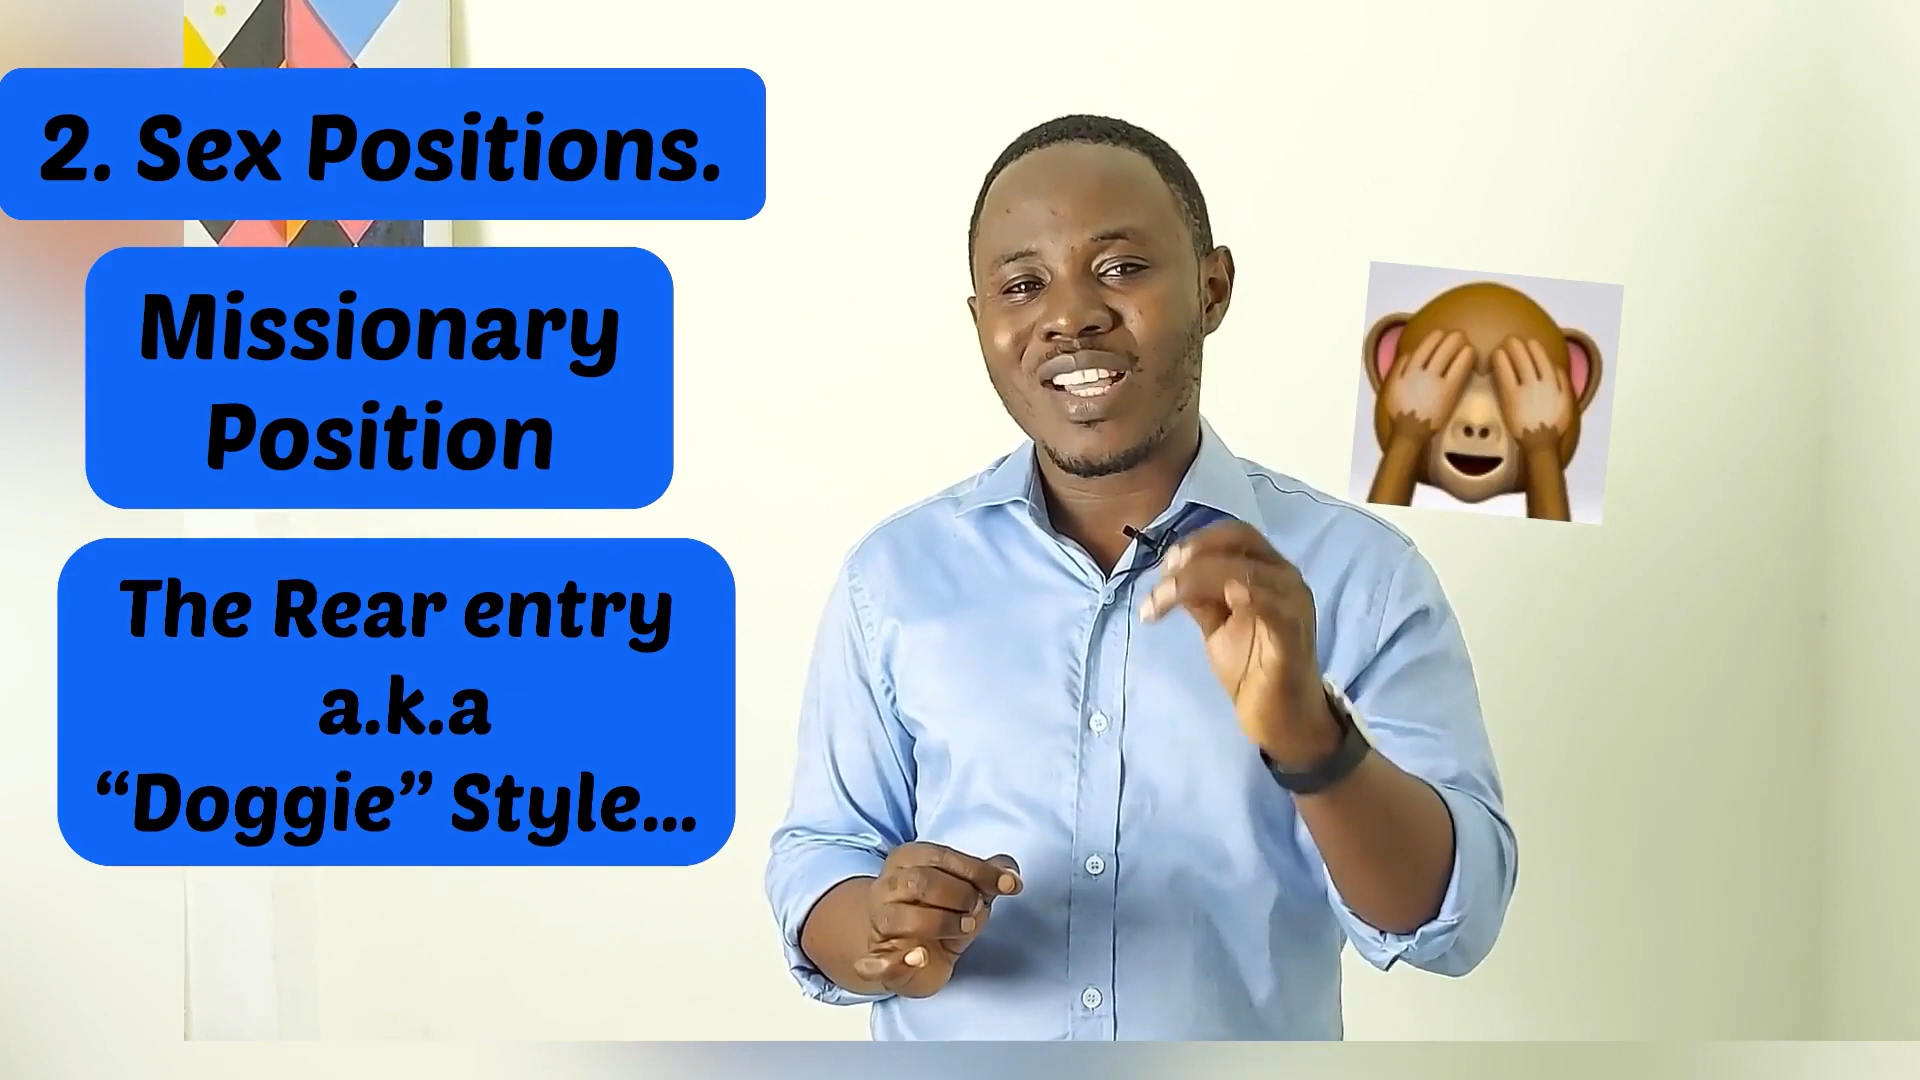 2. Sex Positions.
Missionary
Position
The Rear entry
a.k.a
“Doggie” Style...